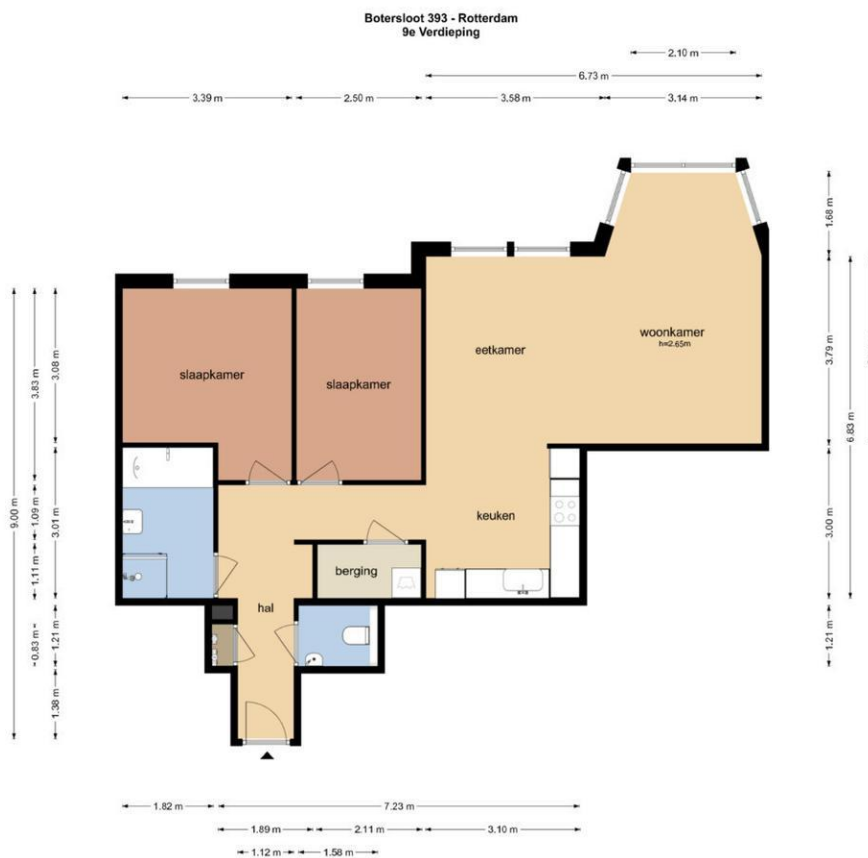 Botersloot 393 - Rotterdam
9e Verdieping
2.10 m
6.73 m
3.39 m
2.50 m
3.58 m
3.14 m
1.68 m
woonkamer
h=2.65m
eetkamer
slaapkamer
slaapkamer
3.83 m
3.08 m
3.79 m
6.83 m
keuken
9.00 m
1.09 m
3.01 m
3.00 m
berging
1.11 m
hal
0.83 m
1.21 m
1.21 m
1.38 m
1.82 m
7.23 m
1.89 m
2.11 m
3.10 m
1.12 m
1.58 m